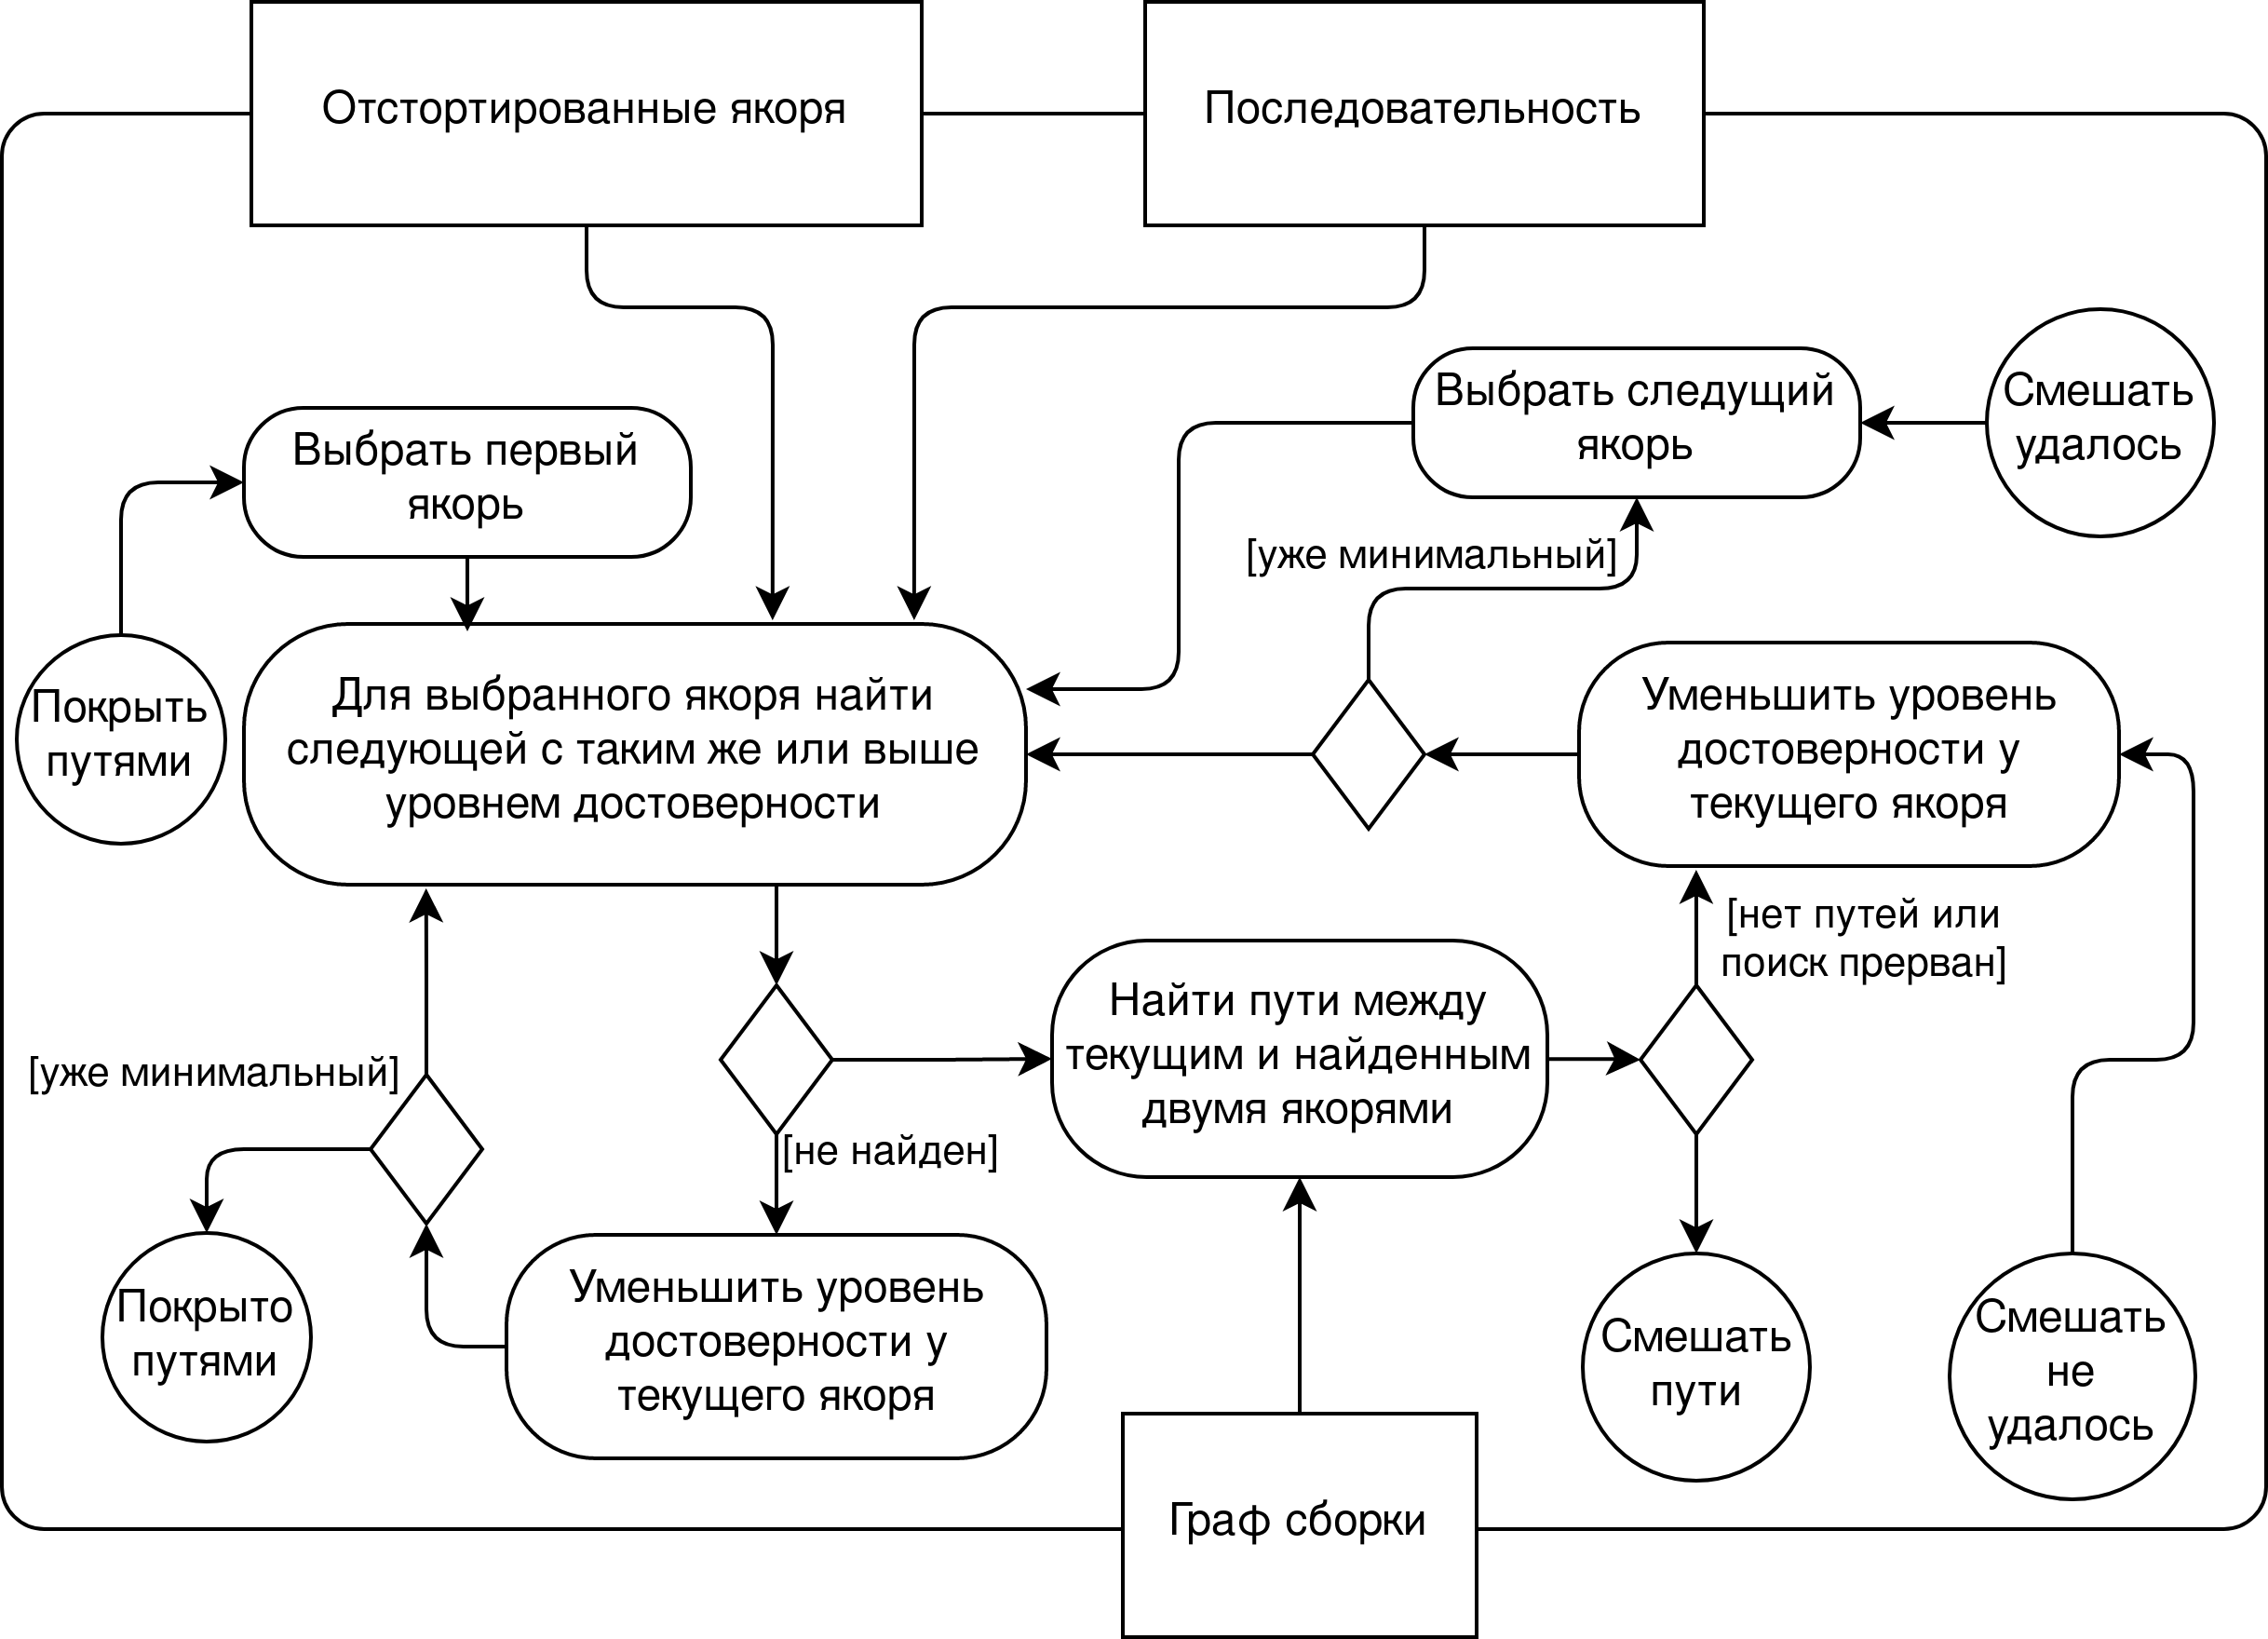 Отстортированные якоря
Последовательность
Выбрать следущий
якорь
Смешать
удалось
Выбрать первый
якорь
[уже минимальный]
Покрыть
путями
Для выбранного якоря найти
следующей с таким же или выше
уровнем достоверности
Уменьшить уровень
достоверности у
текущего якоря
[нет путей или
поиск прерван]
Найти пути между
текущим и найденным
двумя якорями
[уже минимальный]
[не найден]
Покрыто
путями
Уменьшить уровень
достоверности у
текущего якоря
Смешать
пути
Смешать
не
удалось
Граф сборки